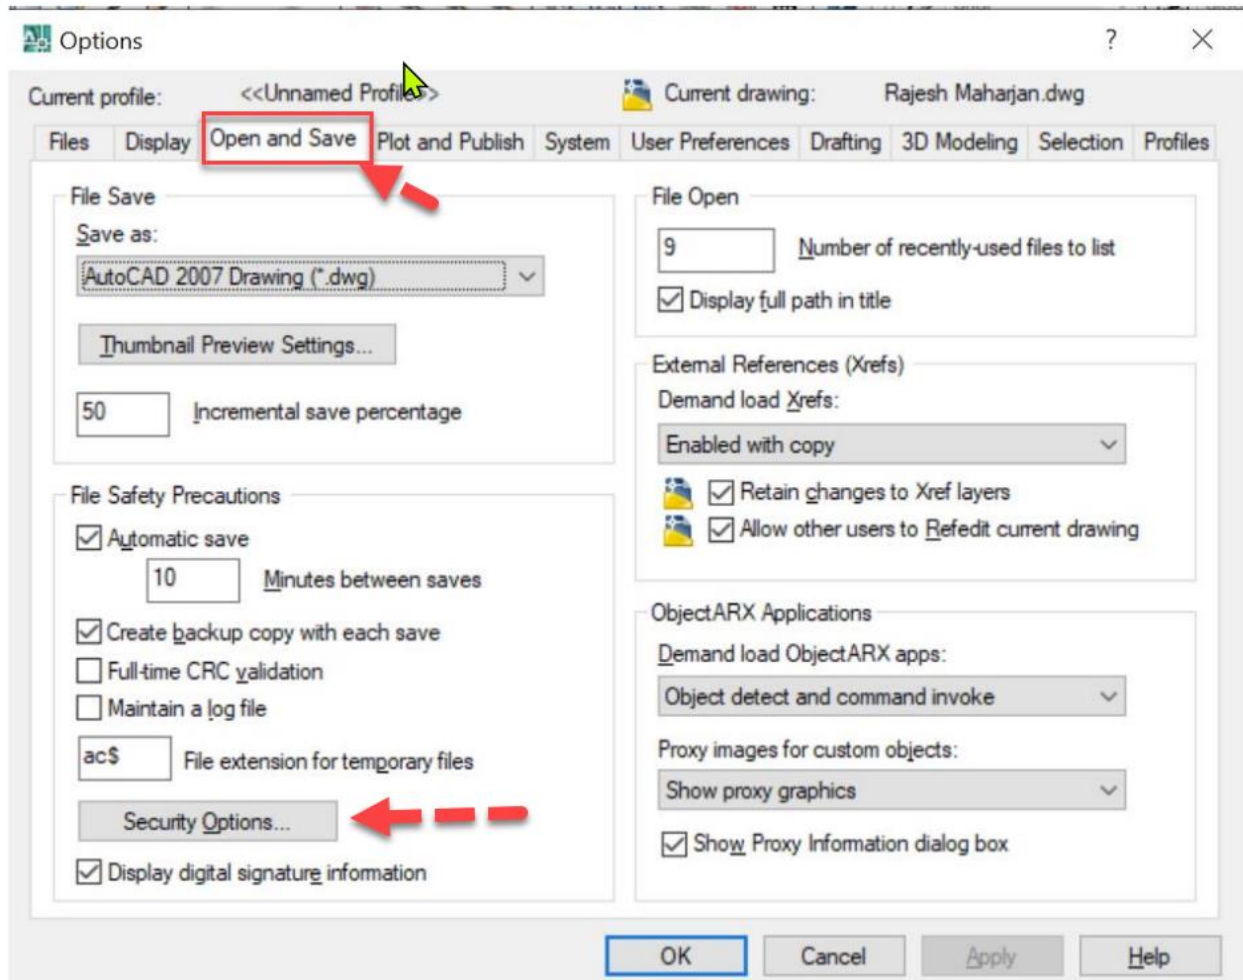 Options
Current profile: <<Unnamed Profile>> Current drawing: Rajesh Maharjan.dwg
Files Display Open and Save Plot and Publish System User Preferences Drafting 3D Modeling Selection Profiles
File Save
Save as:
AutoCAD 2007 Drawing (*.dwg)
Thumbnail Preview Settings...
50 Incremental save percentage
File Safety Precautions
Automatic save
10 Minutes between saves
Create backup copy with each save
Full-time CRC validation
Maintain a log file
ac$ File extension for temporary files
Security Options...
Display digital signature information
File Open
9 Number of recently-used files to list
Display full path in title
External References (Xrefs)
Demand load Xrefs:
Enabled with copy
Retain changes to Xref layers
Allow other users to Refedit current drawing
ObjectARX Applications
Demand load ObjectARX apps:
Object detect and command invoke
Proxy images for custom objects:
Show proxy graphics
Show Proxy Information dialog box
OK Cancel Apply Help